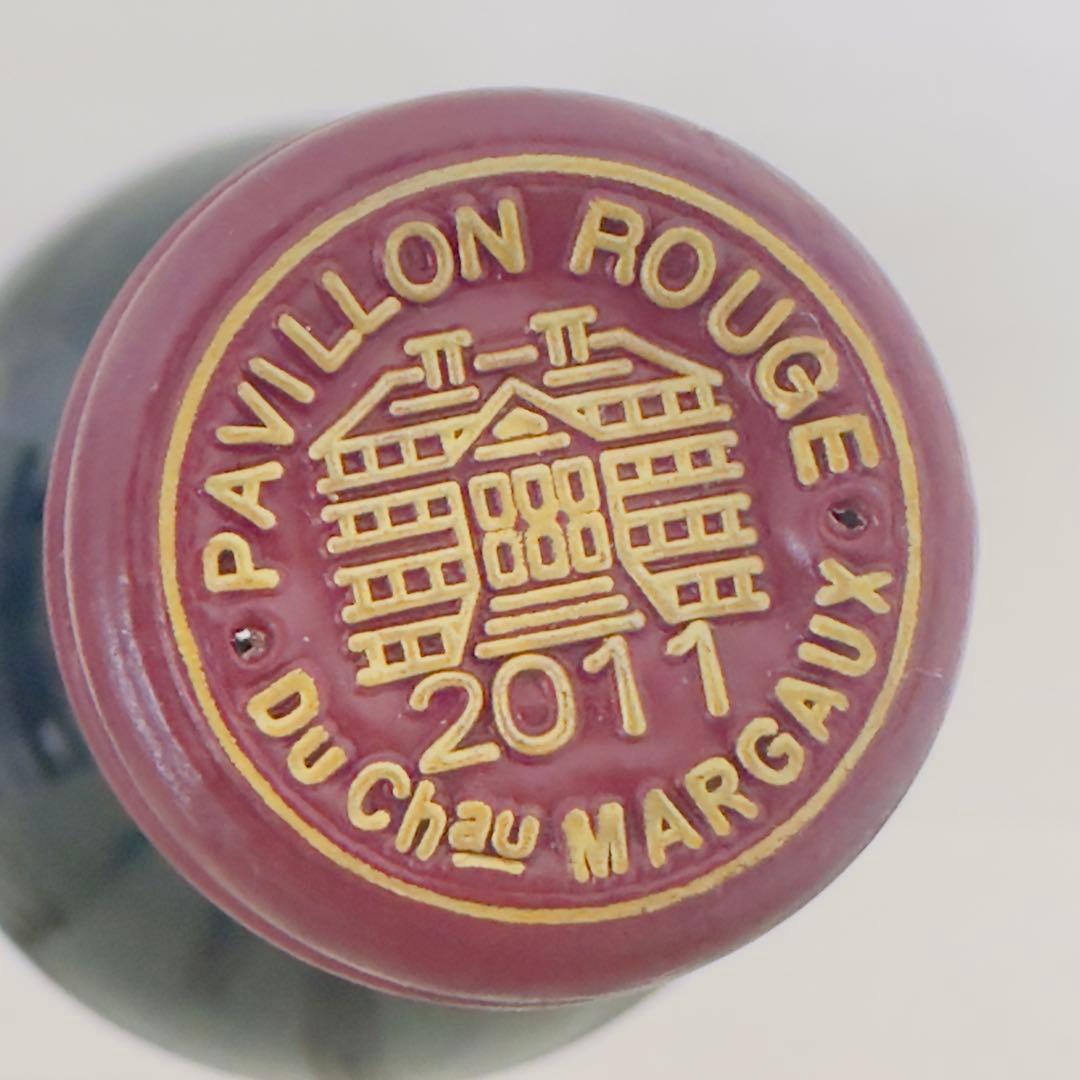 PAVILLON ROUGE
2011
Du Chau MARGAUX